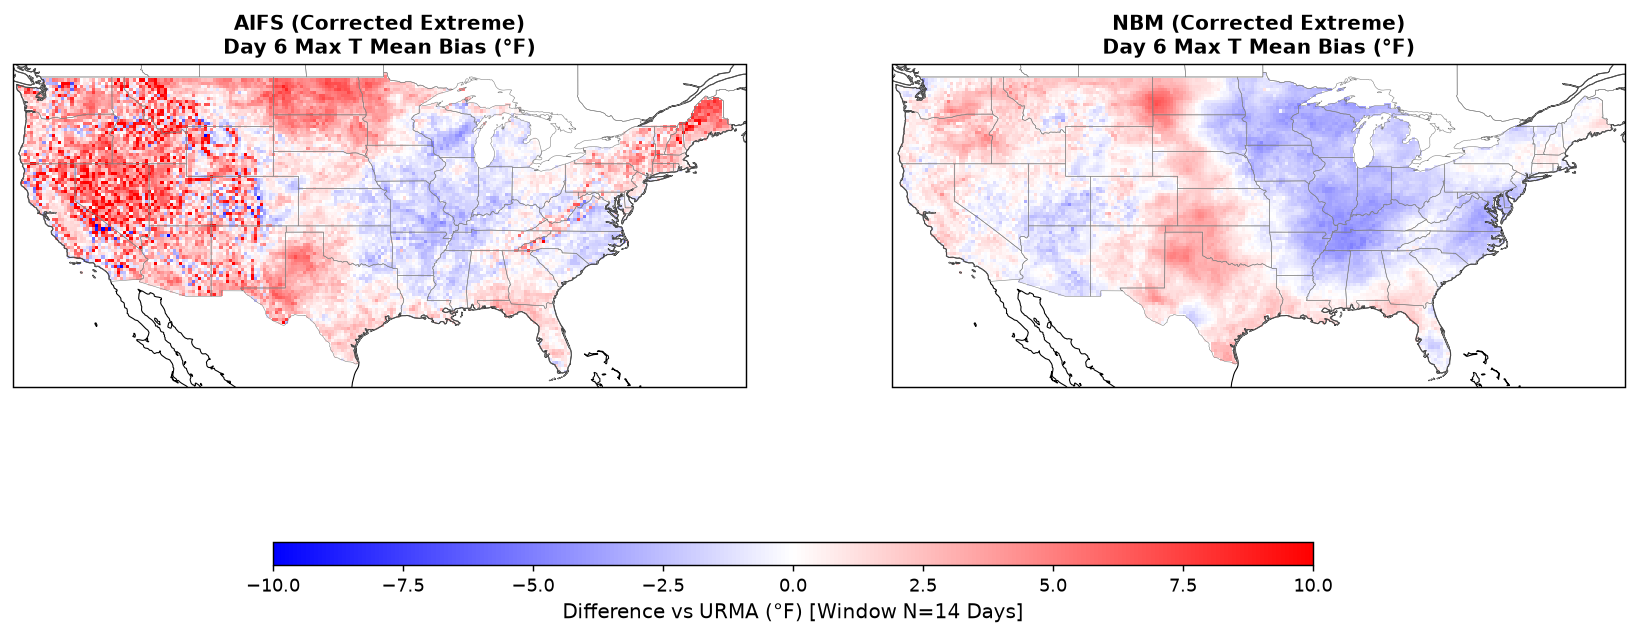 AIFS (Corrected Extreme)
Day 6 Max T Mean Bias (°F)
NBM (Corrected Extreme)
Day 6 Max T Mean Bias (°F)
−10.0 −7.5 −5.0 −2.5 0.0 2.5 5.0 7.5 10.0
Difference vs URMA (°F) [Window N=14 Days]